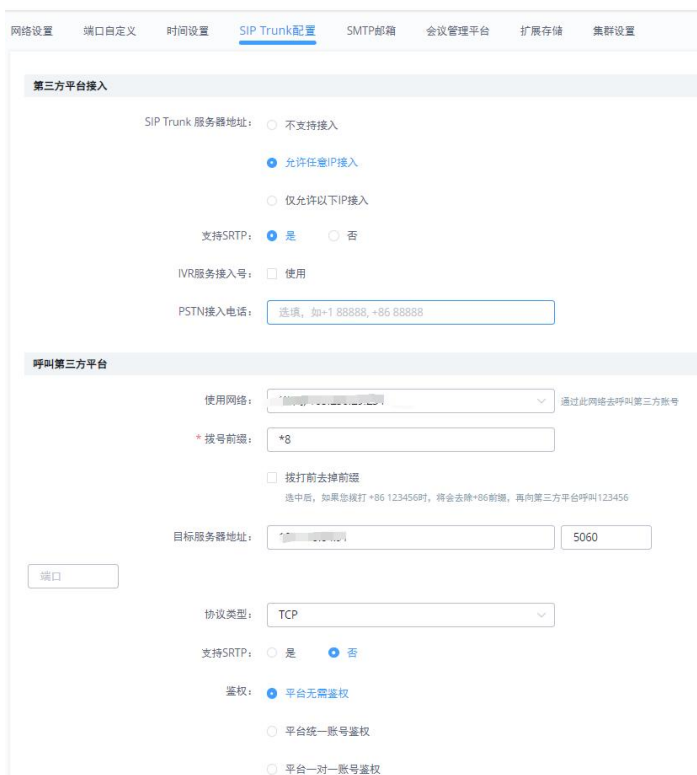 网络设置 端口自定义 时间设置 SIP Trunk配置 SMTP邮箱 会议管理平台 扩展存储 集群设置
第三方平台接入
SIP Trunk 服务器地址： 不支持接入
允许任意IP接入
仅允许以下IP接入
支持SRTP： 是 否
IVR服务接入号： 使用
PSTN接入电话： 选填，如+1 88888, +86 88888
呼叫第三方平台
使用网络： 通过此网络去呼叫第三方账号
* 拨号前缀： *8
拨打前去掉前缀
选中后，如果您拨打 +86 123456时，将会去除+86前缀，再向第三方平台呼叫123456
目标服务器地址： 5060
端口
协议类型： TCP
支持SRTP： 是 否
鉴权： 平台无需鉴权
平台统一账号鉴权
平台一对一账号鉴权